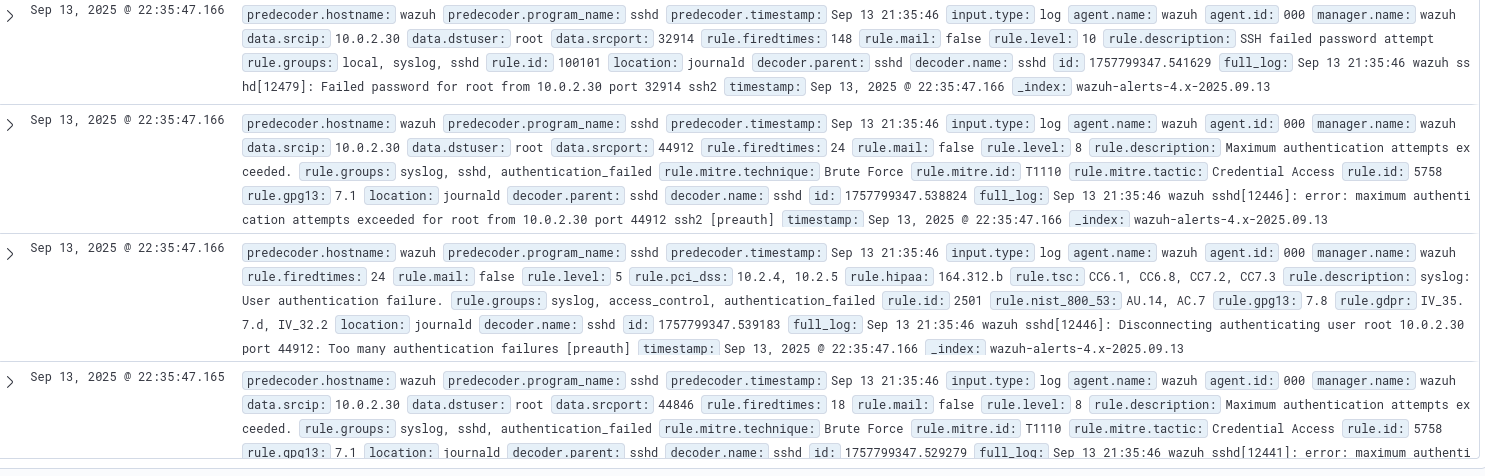 Sep 13, 2025 @ 22:35:47.166 predecoder.hostname: wazuh predecoder.program_name: sshd predecoder.timestamp: Sep 13 21:35:46 input.type: log agent.name: wazuh agent.id: 000 manager.name: wazuh
data.srcip: 10.0.2.30 data.dstuser: root data.srcport: 32914 rule.firedtimes: 148 rule.mail: false rule.level: 10 rule.description: SSH failed password attempt
rule.groups: local, syslog, sshd rule.id: 100101 location: journald decoder.parent: sshd decoder.name: sshd id: 1757799347.541629 full_log: Sep 13 21:35:46 wazuh ss
hd[12479]: Failed password for root from 10.0.2.30 port 32914 ssh2 timestamp: Sep 13, 2025 @ 22:35:47.166 _index: wazuh-alerts-4.x-2025.09.13
Sep 13, 2025 @ 22:35:47.166 predecoder.hostname: wazuh predecoder.program_name: sshd predecoder.timestamp: Sep 13 21:35:46 input.type: log agent.name: wazuh agent.id: 000 manager.name: wazuh
data.srcip: 10.0.2.30 data.dstuser: root data.srcport: 44912 rule.firedtimes: 24 rule.mail: false rule.level: 8 rule.description: Maximum authentication attempts ex
ceeded. rule.groups: syslog, sshd, authentication_failed rule.mitre.technique: Brute Force rule.mitre.id: T1110 rule.mitre.tactic: Credential Access rule.id: 5758
rule.gpg13: 7.1 location: journald decoder.parent: sshd decoder.name: sshd id: 1757799347.538824 full_log: Sep 13 21:35:46 wazuh sshd[12446]: error: maximum authenti
cation attempts exceeded for root from 10.0.2.30 port 44912 ssh2 [preauth] timestamp: Sep 13, 2025 @ 22:35:47.166 _index: wazuh-alerts-4.x-2025.09.13
Sep 13, 2025 @ 22:35:47.166 predecoder.hostname: wazuh predecoder.program_name: sshd predecoder.timestamp: Sep 13 21:35:46 input.type: log agent.name: wazuh agent.id: 000 manager.name: wazuh
rule.firedtimes: 24 rule.mail: false rule.level: 5 rule.pci_dss: 10.2.4, 10.2.5 rule.hipaa: 164.312.b rule.tsc: CC6.1, CC6.8, CC7.2, CC7.3 rule.description: syslog:
User authentication failure. rule.groups: syslog, access_control, authentication_failed rule.id: 2501 rule.nist_800_53: AU.14, AC.7 rule.gpg13: 7.8 rule.gdpr: IV_35.
7.d, IV_32.2 location: journald decoder.name: sshd id: 1757799347.539183 full_log: Sep 13 21:35:46 wazuh sshd[12446]: Disconnecting authenticating user root 10.0.2.30
port 44912: Too many authentication failures [preauth] timestamp: Sep 13, 2025 @ 22:35:47.166 _index: wazuh-alerts-4.x-2025.09.13
Sep 13, 2025 @ 22:35:47.165 predecoder.hostname: wazuh predecoder.program_name: sshd predecoder.timestamp: Sep 13 21:35:46 input.type: log agent.name: wazuh agent.id: 000 manager.name: wazuh
data.srcip: 10.0.2.30 data.dstuser: root data.srcport: 44846 rule.firedtimes: 18 rule.mail: false rule.level: 8 rule.description: Maximum authentication attempts ex
ceeded. rule.groups: syslog, sshd, authentication_failed rule.mitre.technique: Brute Force rule.mitre.id: T1110 rule.mitre.tactic: Credential Access rule.id: 5758
rule.gpg13: 7.1 location: journald decoder.parent: sshd decoder.name: sshd id: 1757799347.529279 full_log: Sep 13 21:35:46 wazuh sshd[12441]: error: maximum authenti